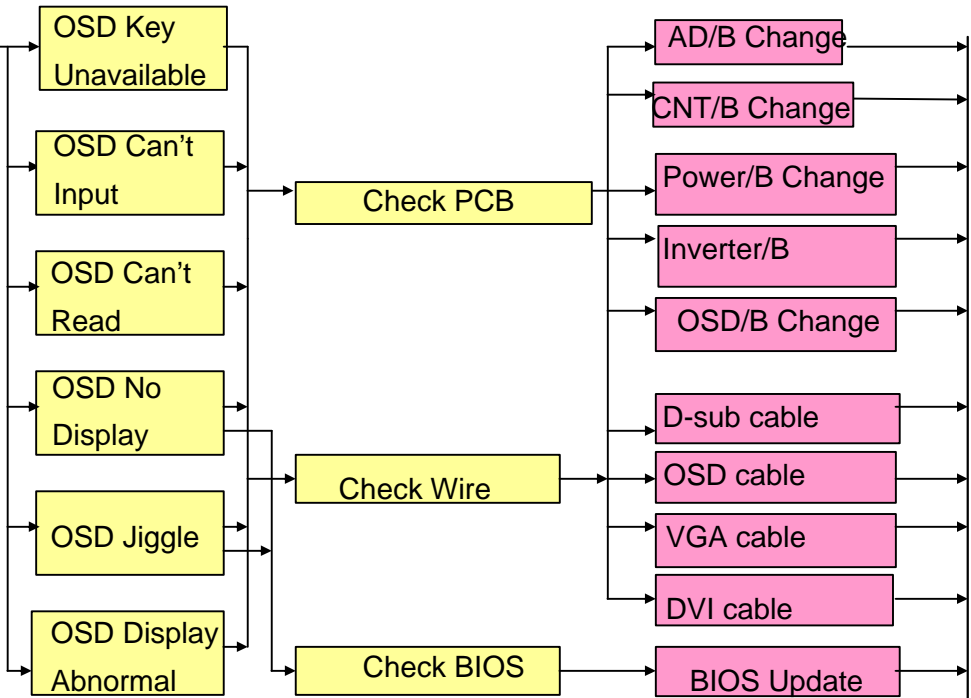 OSD Key
Unavailable
OSD Can't
Input
OSD Can't
Read
OSD No
Display
OSD Jiggle
OSD Display
Abnormal
Check PCB
Check Wire
Check BIOS
AD/B Change
CNT/B Change
Power/B Change
Inverter/B
OSD/B Change
D-sub cable
OSD cable
VGA cable
DVI cable
BIOS Update